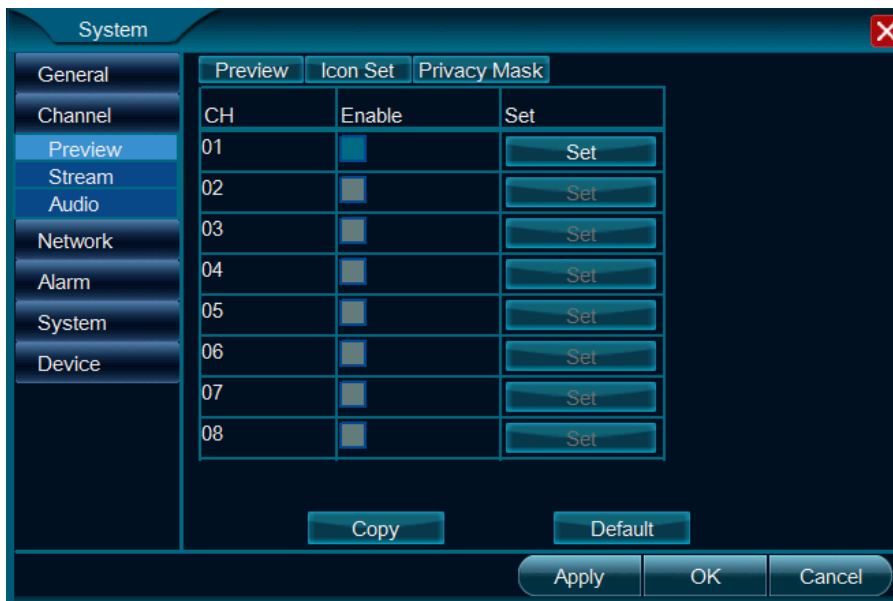 System
General
Channel
Preview
Stream
Audio
Network
Alarm
System
Device
Preview Icon Set Privacy Mask
CH Enable Set
01 Set
02 Set
03 Set
04 Set
05 Set
06 Set
07 Set
08 Set
Copy Default
Apply OK Cancel